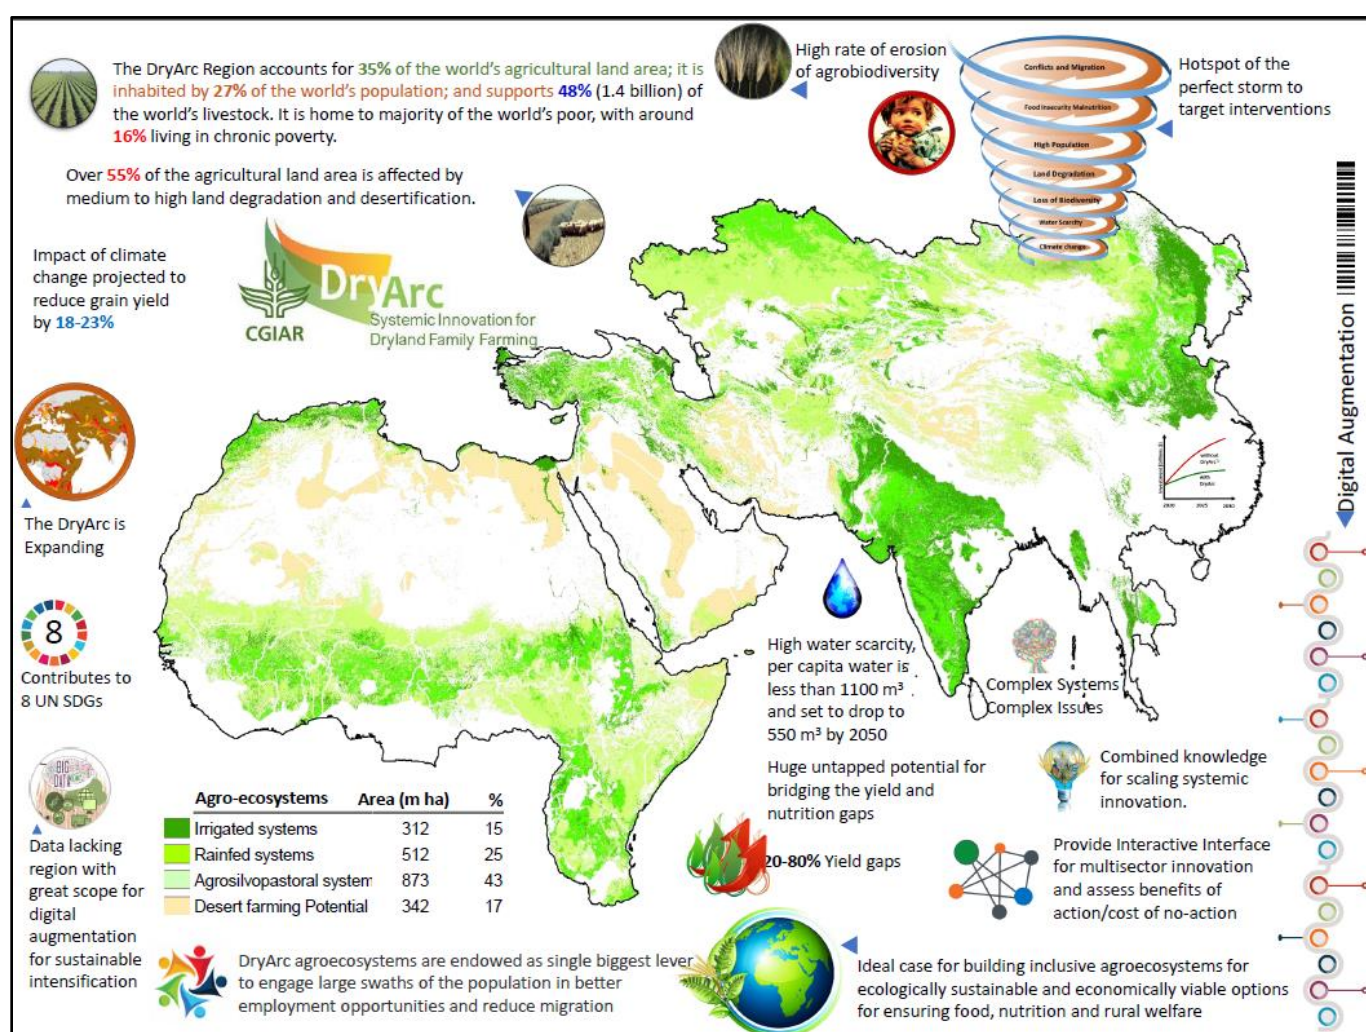 The DryArc Region accounts for 35% of the world's agricultural land area; it is
inhabited by 27% of the world's population; and supports 48% (1.4 billion) of
the world's livestock. It is home to majority of the world's poor, with around
16% living in chronic poverty.
Over 55% of the agricultural land area is affected by
medium to high land degradation and desertification.
Impact of climate
change projected to
reduce grain yield
by 18-23%
CGIAR
DryArc
Systemic Innovation for
Dryland Family Farming
High rate of erosion
of agrobiodiversity
Conflicts and Migration
Food Insecurity Malnutrition
High Population
Land Degradation
Loss of Biodiversity
Water Scarcity
Climate change
Hotspot of the
perfect storm to
target interventions
Digital Augmentation
The DryArc is
Expanding
8
Contributes to
8 UN SDGs
BIG
DATA
Data lacking
region with
great scope for
digital
augmentation
for sustainable
intensification
without
DryArc
With
DryArc
2020 2025 2030
High water scarcity,
per capita water is
less than 1100 m³
and set to drop to
550 m³ by 2050
Huge untapped potential for
bridging the yield and
nutrition gaps
20-80% Yield gaps
Complex Systems
Complex Issues
Combined knowledge
for scaling systemic
innovation.
Provide Interactive Interface
for multisector innovation
and assess benefits of
action/cost of no-action
Agro-ecosystems Area (m ha) %
Irrigated systems 312 15
Rainfed systems 512 25
Agrosilvopastoral system 873 43
Desert farming Potential 342 17
DryArc agroecosystems are endowed as single biggest lever
to engage large swaths of the population in better
employment opportunities and reduce migration
Ideal case for building inclusive agroecosystems for
ecologically sustainable and economically viable options
for ensuring food, nutrition and rural welfare